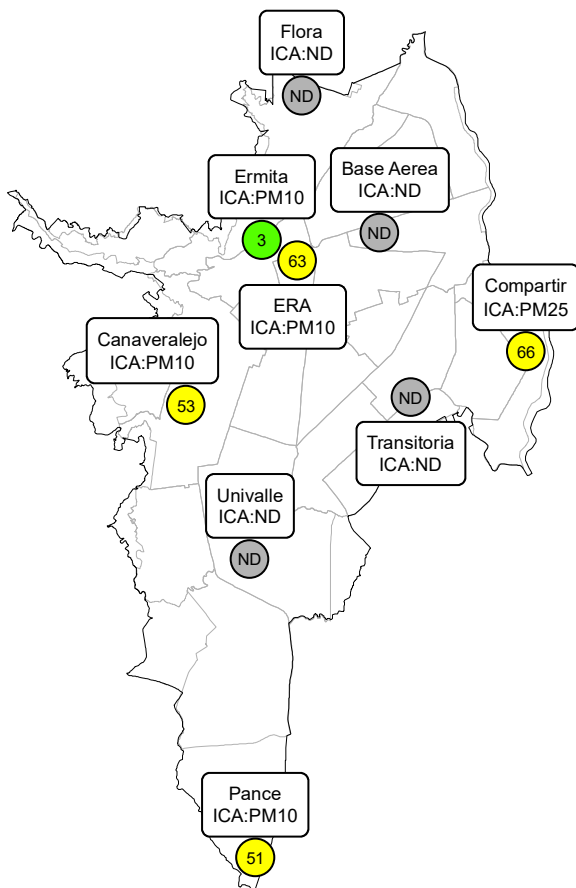 Flora
ICA:ND
ND
Ermita
ICA:PM10
3
Base Aerea
ICA:ND
ND
63
ERA
ICA:PM10
Compartir
ICA:PM25
66
Canaveralejo
ICA:PM10
53
ND
Transitoria
ICA:ND
Univalle
ICA:ND
ND
Pance
ICA:PM10
51